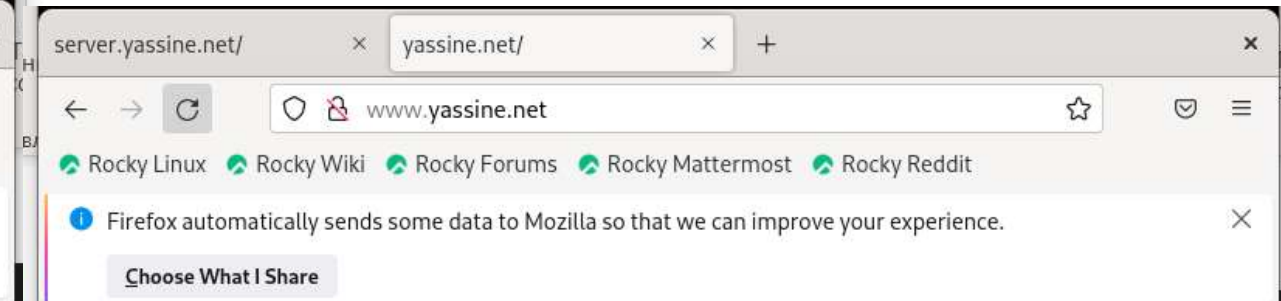 server.yassine.net/ yassine.net/
www.yassine.net
Rocky Linux Rocky Wiki Rocky Forums Rocky Mattermost Rocky Reddit
Firefox automatically sends some data to Mozilla so that we can improve your experience.
Choose What I Share